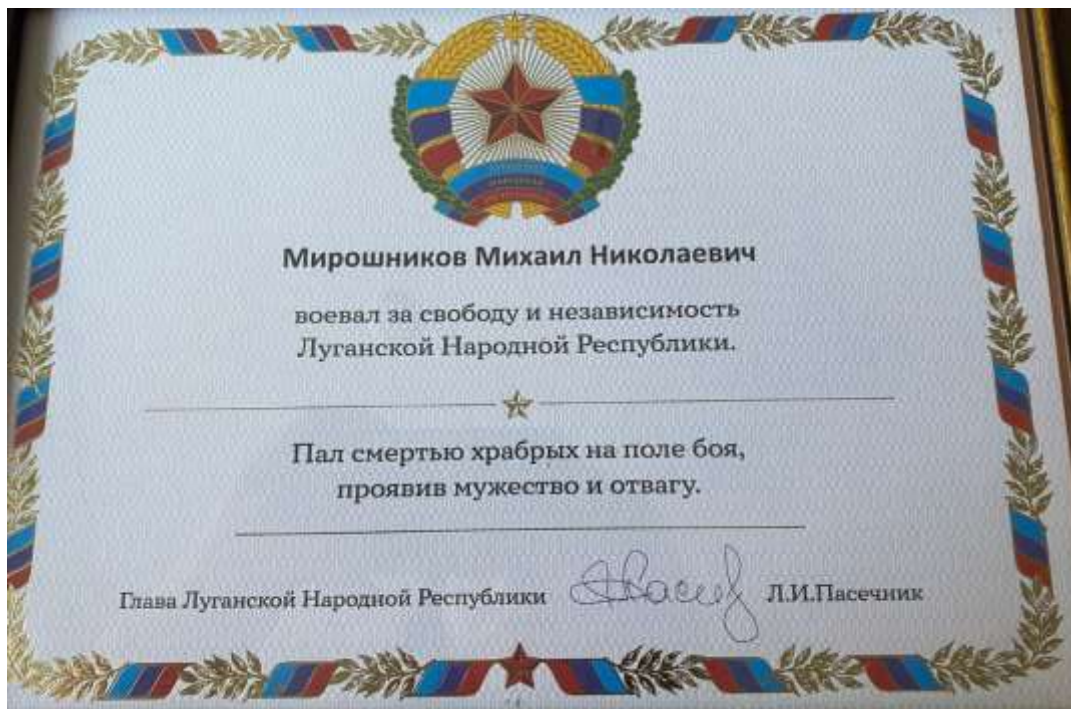 Мирошников Михаил Николаевич
воевал за свободу и независимость
Луганской Народной Республики.
Пал смертью храбрых на поле боя,
проявив мужество и отвагу.
Глава Луганской Народной Республики Л.И.Пасечник